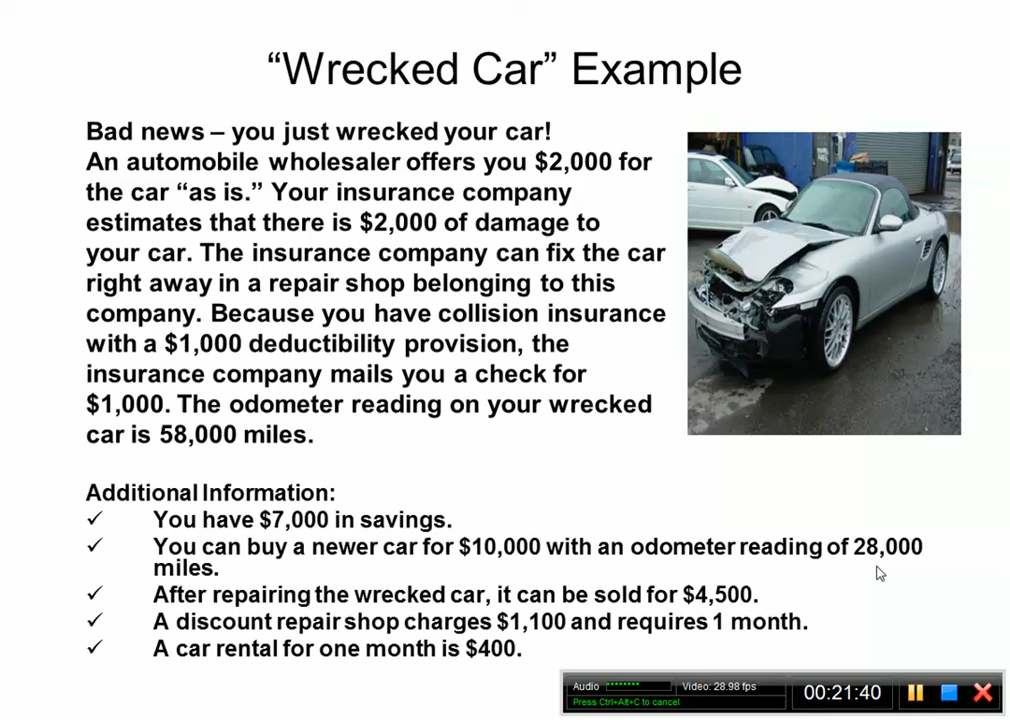 “Wrecked Car” Example
Bad news – you just wrecked your car!
An automobile wholesaler offers you $2,000 for
the car “as is.” Your insurance company
estimates that there is $2,000 of damage to
your car. The insurance company can fix the car
right away in a repair shop belonging to this
company. Because you have collision insurance
with a $1,000 deductibility provision, the
insurance company mails you a check for
$1,000. The odometer reading on your wrecked
car is 58,000 miles.
Additional Information:
✓ You have $7,000 in savings.
✓ You can buy a newer car for $10,000 with an odometer reading of 28,000
miles.
✓ After repairing the wrecked car, it can be sold for $4,500.
✓ A discount repair shop charges $1,100 and requires 1 month.
✓ A car rental for one month is $400.
Audio Video: 28.98 fps
Press Ctrl+Alt+C to cancel
00:21:40